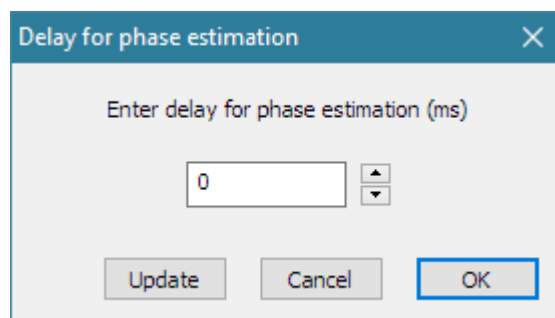 Delay for phase estimation
Enter delay for phase estimation (ms)
0
Update Cancel OK